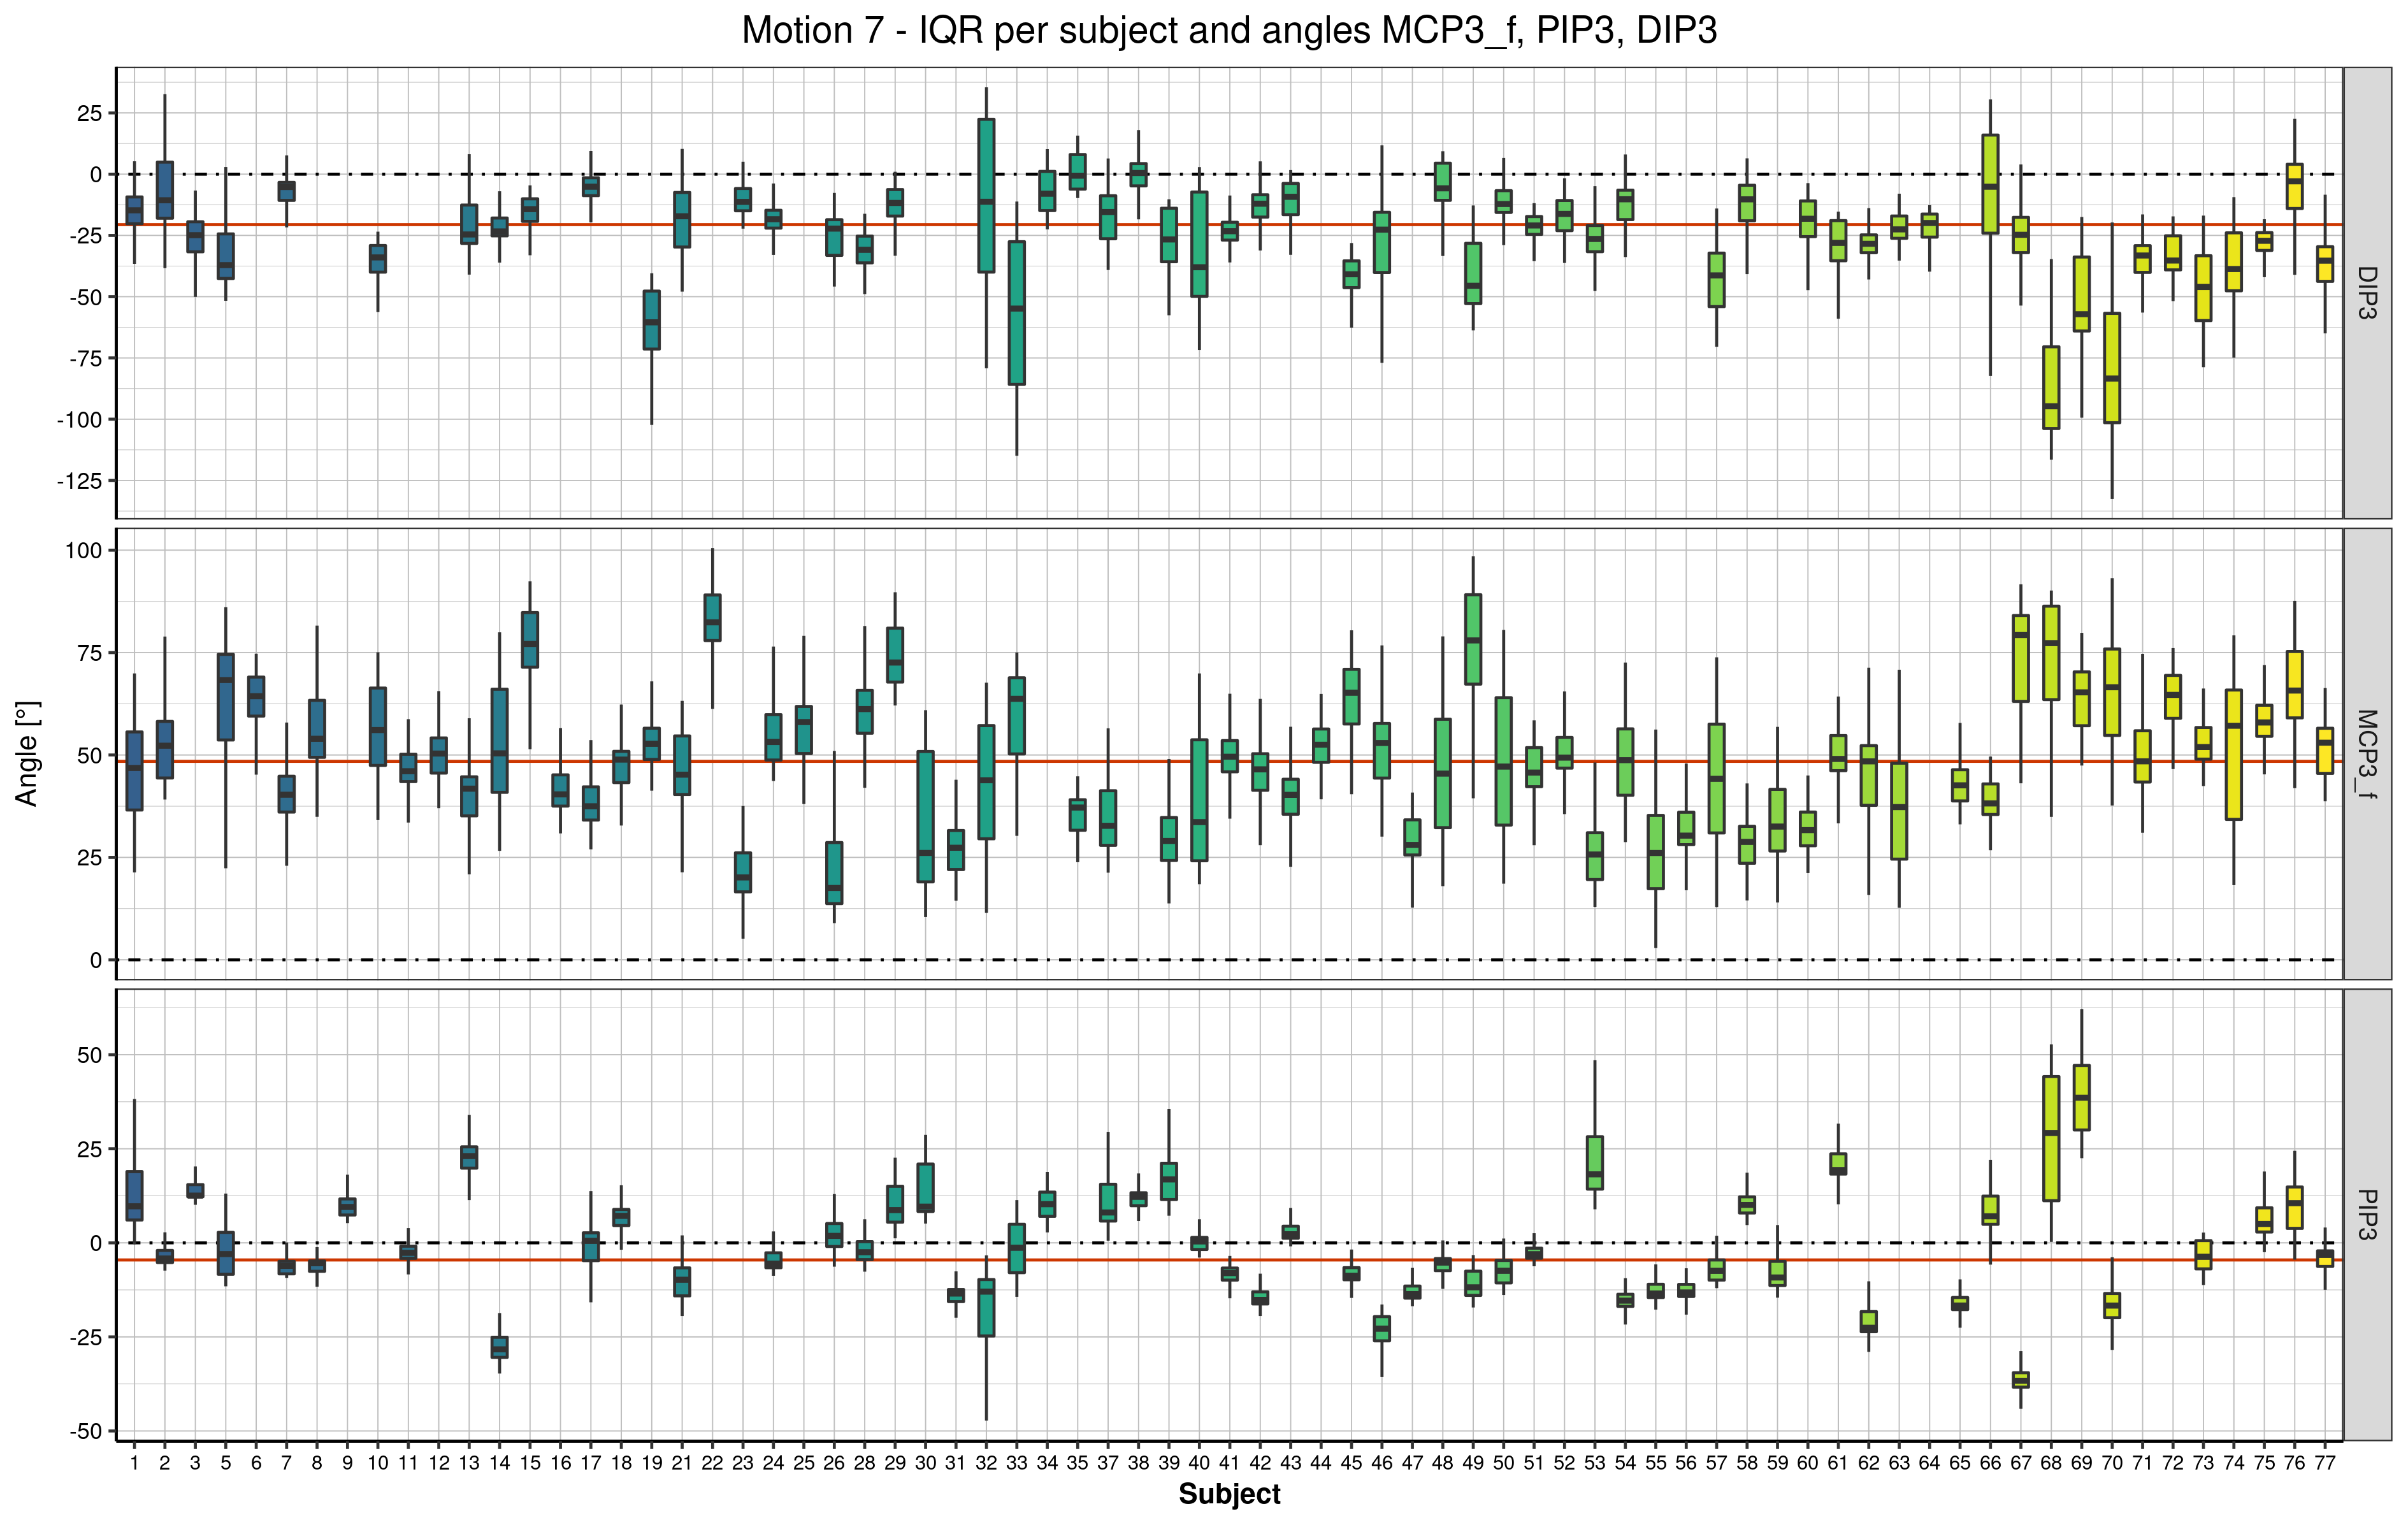 Motion 7 - IQR per subject and angles MCP3_f, PIP3, DIP3
Angle [°]
25
0
-25
-50
-75
-100
-125
DIP3
100
75
50
25
0
MCP3_f
50
25
0
-25
-50
PIP3
1 2 3 5 6 7 8 9 10 11 12 13 14 15 16 17 18 19 21 22 23 24 25 26 28 29 30 31 32 33 34 35 37 38 39 40 41 42 43 44 45 46 47 48 49 50 51 52 53 54 55 56 57 58 59 60 61 62 63 64 65 66 67 68 69 70 71 72 73 74 75 76 77
Subject